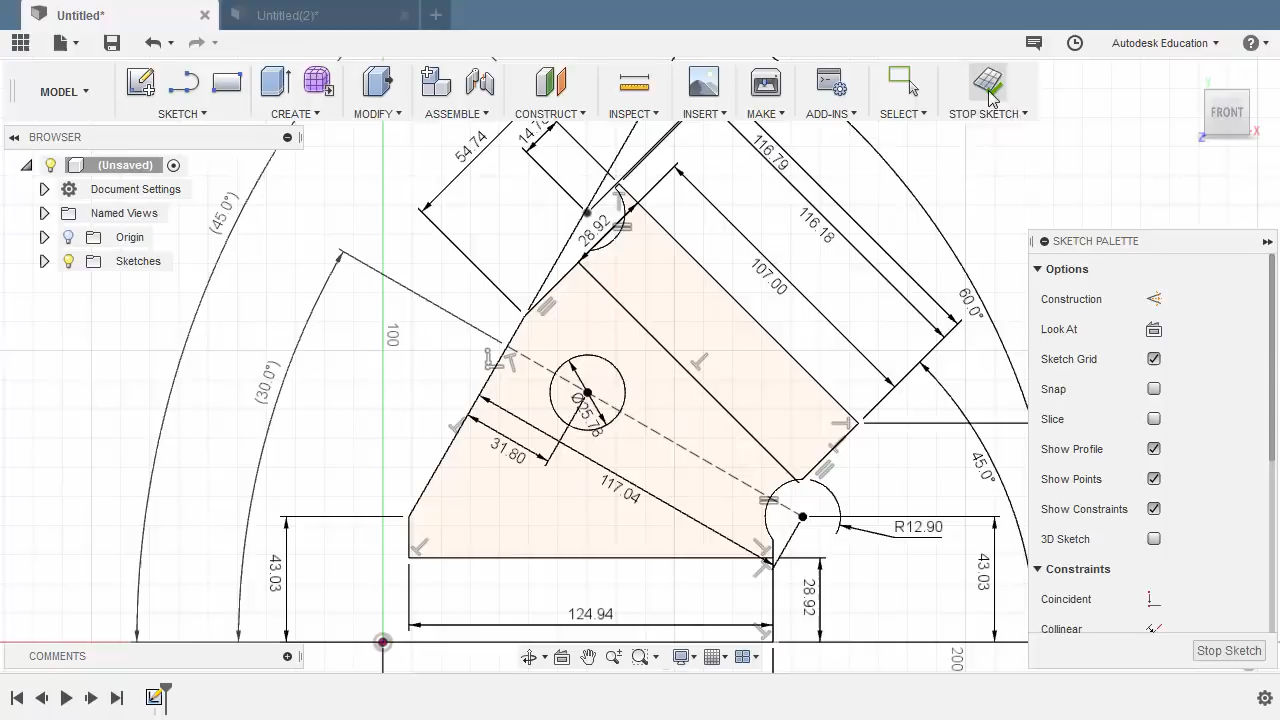 Untitled*
Untitled(2)*
Autodesk Education
MODEL
SKETCH
CREATE
MODIFY
ASSEMBLE
CONSTRUCT
INSPECT
INSERT
MAKE
ADD-INS
SELECT
STOP SKETCH
FRONT
Y
X
Z
BROWSER
(Unsaved)
Document Settings
Named Views
Origin
Sketches
54.74
116.79
(45.0°)
116.18
28.92
107.00
60.0°
100
(30.0°)
Ø25.78
31.80
117.04
45.0°
R12.90
43.03
43.03
28.92
124.94
200
SKETCH PALETTE
Options
Construction
Look At
Sketch Grid
Snap
Slice
Show Profile
Show Points
Show Constraints
3D Sketch
Constraints
Coincident
Collinear
Stop Sketch
COMMENTS